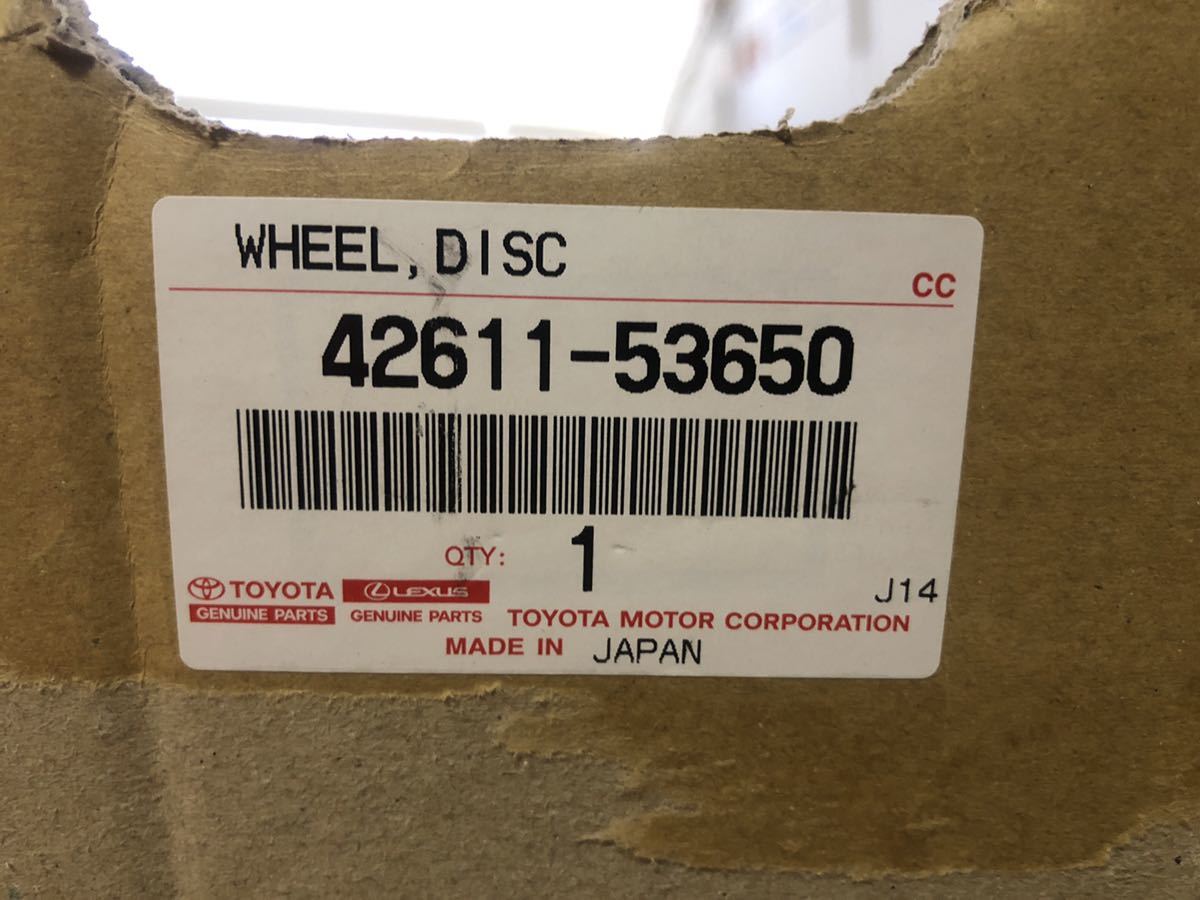 WHEEL, DISC
CC
42611-53650
QTY: 1
J14
TOYOTA LEXUS
GENUINE PARTS GENUINE PARTS TOYOTA MOTOR CORPORATION
MADE IN JAPAN